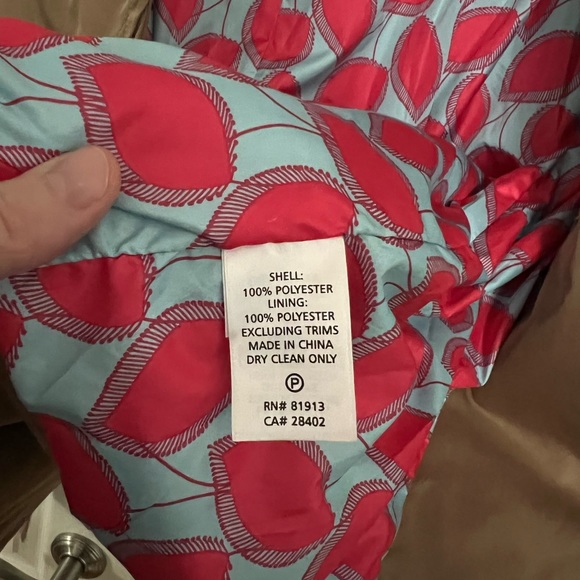 SHELL:
100% POLYESTER
LINING:
100% POLYESTER
EXCLUDING TRIMS
MADE IN CHINA
DRY CLEAN ONLY
P
RN# 81913
CA# 28402